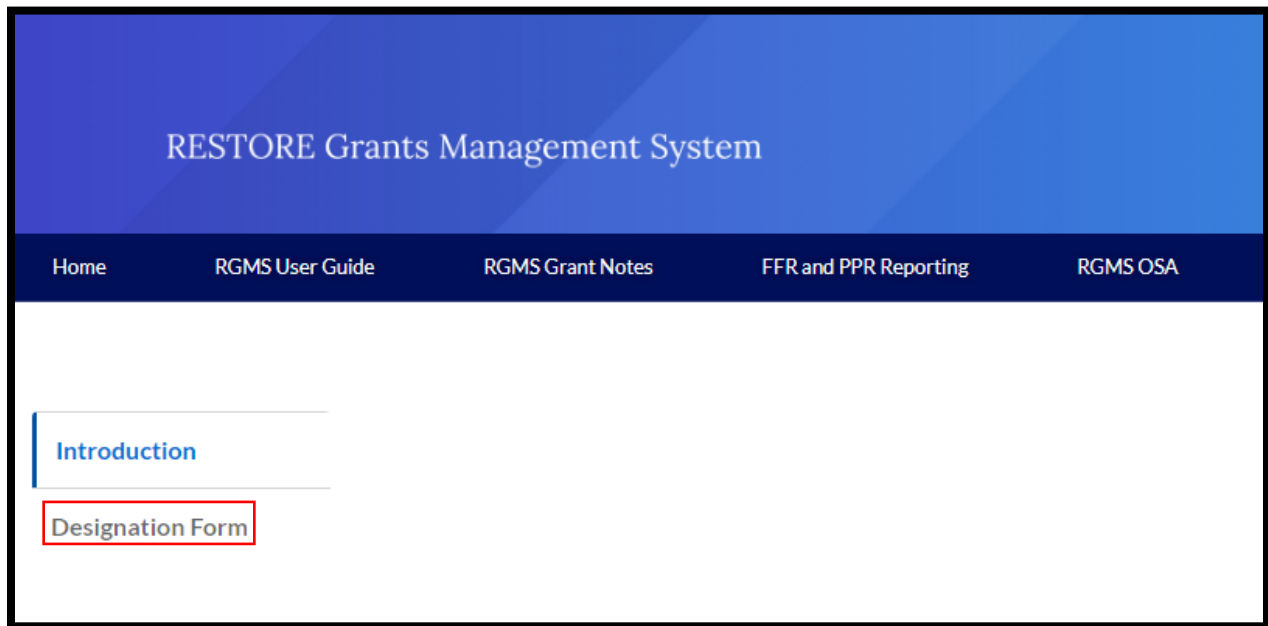 RESTORE Grants Management System
Home RGMS User Guide RGMS Grant Notes FFR and PPR Reporting RGMS OSA
Introduction
Designation Form